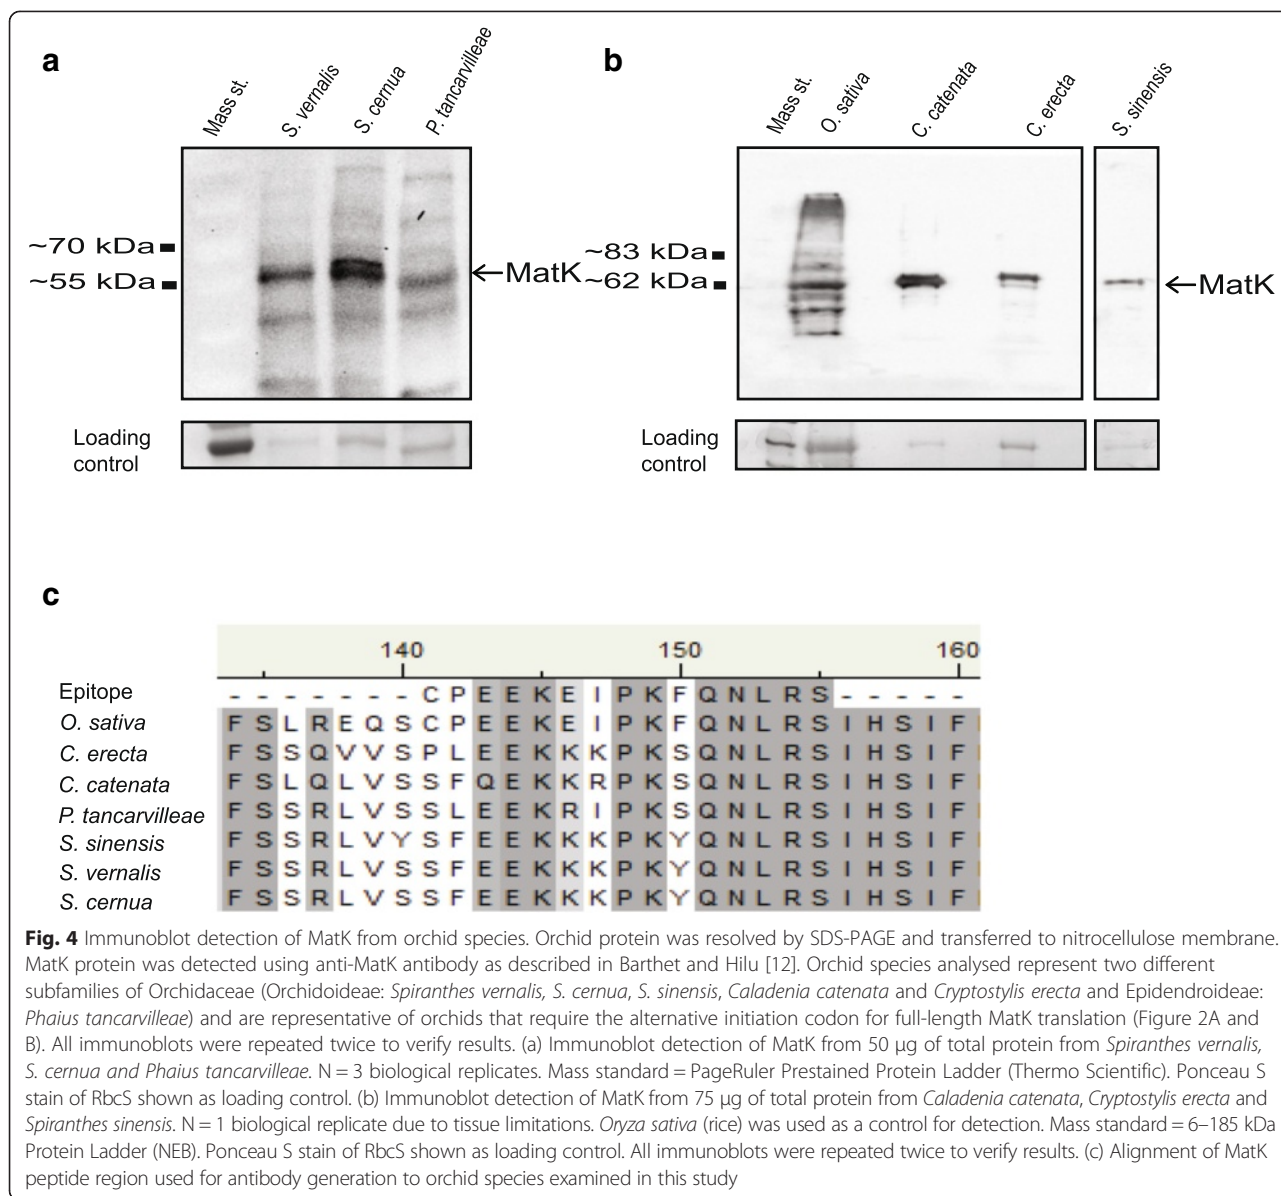 a
Mass st.
S. vernalis
S. cernua
P. tancarvilleae
~70 kDa
~55 kDa
MatK
Loading
control
b
Mass st.
O. sativa
C. catenata
C. erecta
S. sinensis
~83 kDa
~62 kDa
MatK
Loading
control
c
140 150 160
Epitope - - - - - - - C P E E K E I P K F Q N L R S - - - - -
O. sativa F S L R E Q S C P E E K E I P K F Q N L R S I H S I F
C. erecta F S S Q V V S P L E E K K K P K S Q N L R S I H S I F
C. catenata F S L Q L V S S F Q E K K R P K S Q N L R S I H S I F
P. tancarvilleae F S S R L V S S L E E K R I P K S Q N L R S I H S I F
S. sinensis F S S R L V Y S F E E K K K P K Y Q N L R S I H S I F
S. vernalis F S S R L V S S F E E K K K P K Y Q N L R S I H S I F
S. cernua F S S R L V S S F E E K K K P K Y Q N L R S I H S I F
Fig. 4 Immunoblot detection of MatK from orchid species. Orchid protein was resolved by SDS-PAGE and transferred to nitrocellulose membrane.
MatK protein was detected using anti-MatK antibody as described in Barthet and Hilu [12]. Orchid species analysed represent two different
subfamilies of Orchidaceae (Orchidoideae: Spiranthes vernalis, S. cernua, S. sinensis, Caladenia catenata and Cryptostylis erecta and Epidendroideae:
Phaius tancarvilleae) and are representative of orchids that require the alternative initiation codon for full-length MatK translation (Figure 2A and
B). All immunoblots were repeated twice to verify results. (a) Immunoblot detection of MatK from 50 μg of total protein from Spiranthes vernalis,
S. cernua and Phaius tancarvilleae. N = 3 biological replicates. Mass standard = PageRuler Prestained Protein Ladder (Thermo Scientific). Ponceau S
stain of RbcS shown as loading control. (b) Immunoblot detection of MatK from 75 μg of total protein from Caladenia catenata, Cryptostylis erecta and
Spiranthes sinensis. N = 1 biological replicate due to tissue limitations. Oryza sativa (rice) was used as a control for detection. Mass standard = 6–185 kDa
Protein Ladder (NEB). Ponceau S stain of RbcS shown as loading control. All immunoblots were repeated twice to verify results. (c) Alignment of MatK
peptide region used for antibody generation to orchid species examined in this study